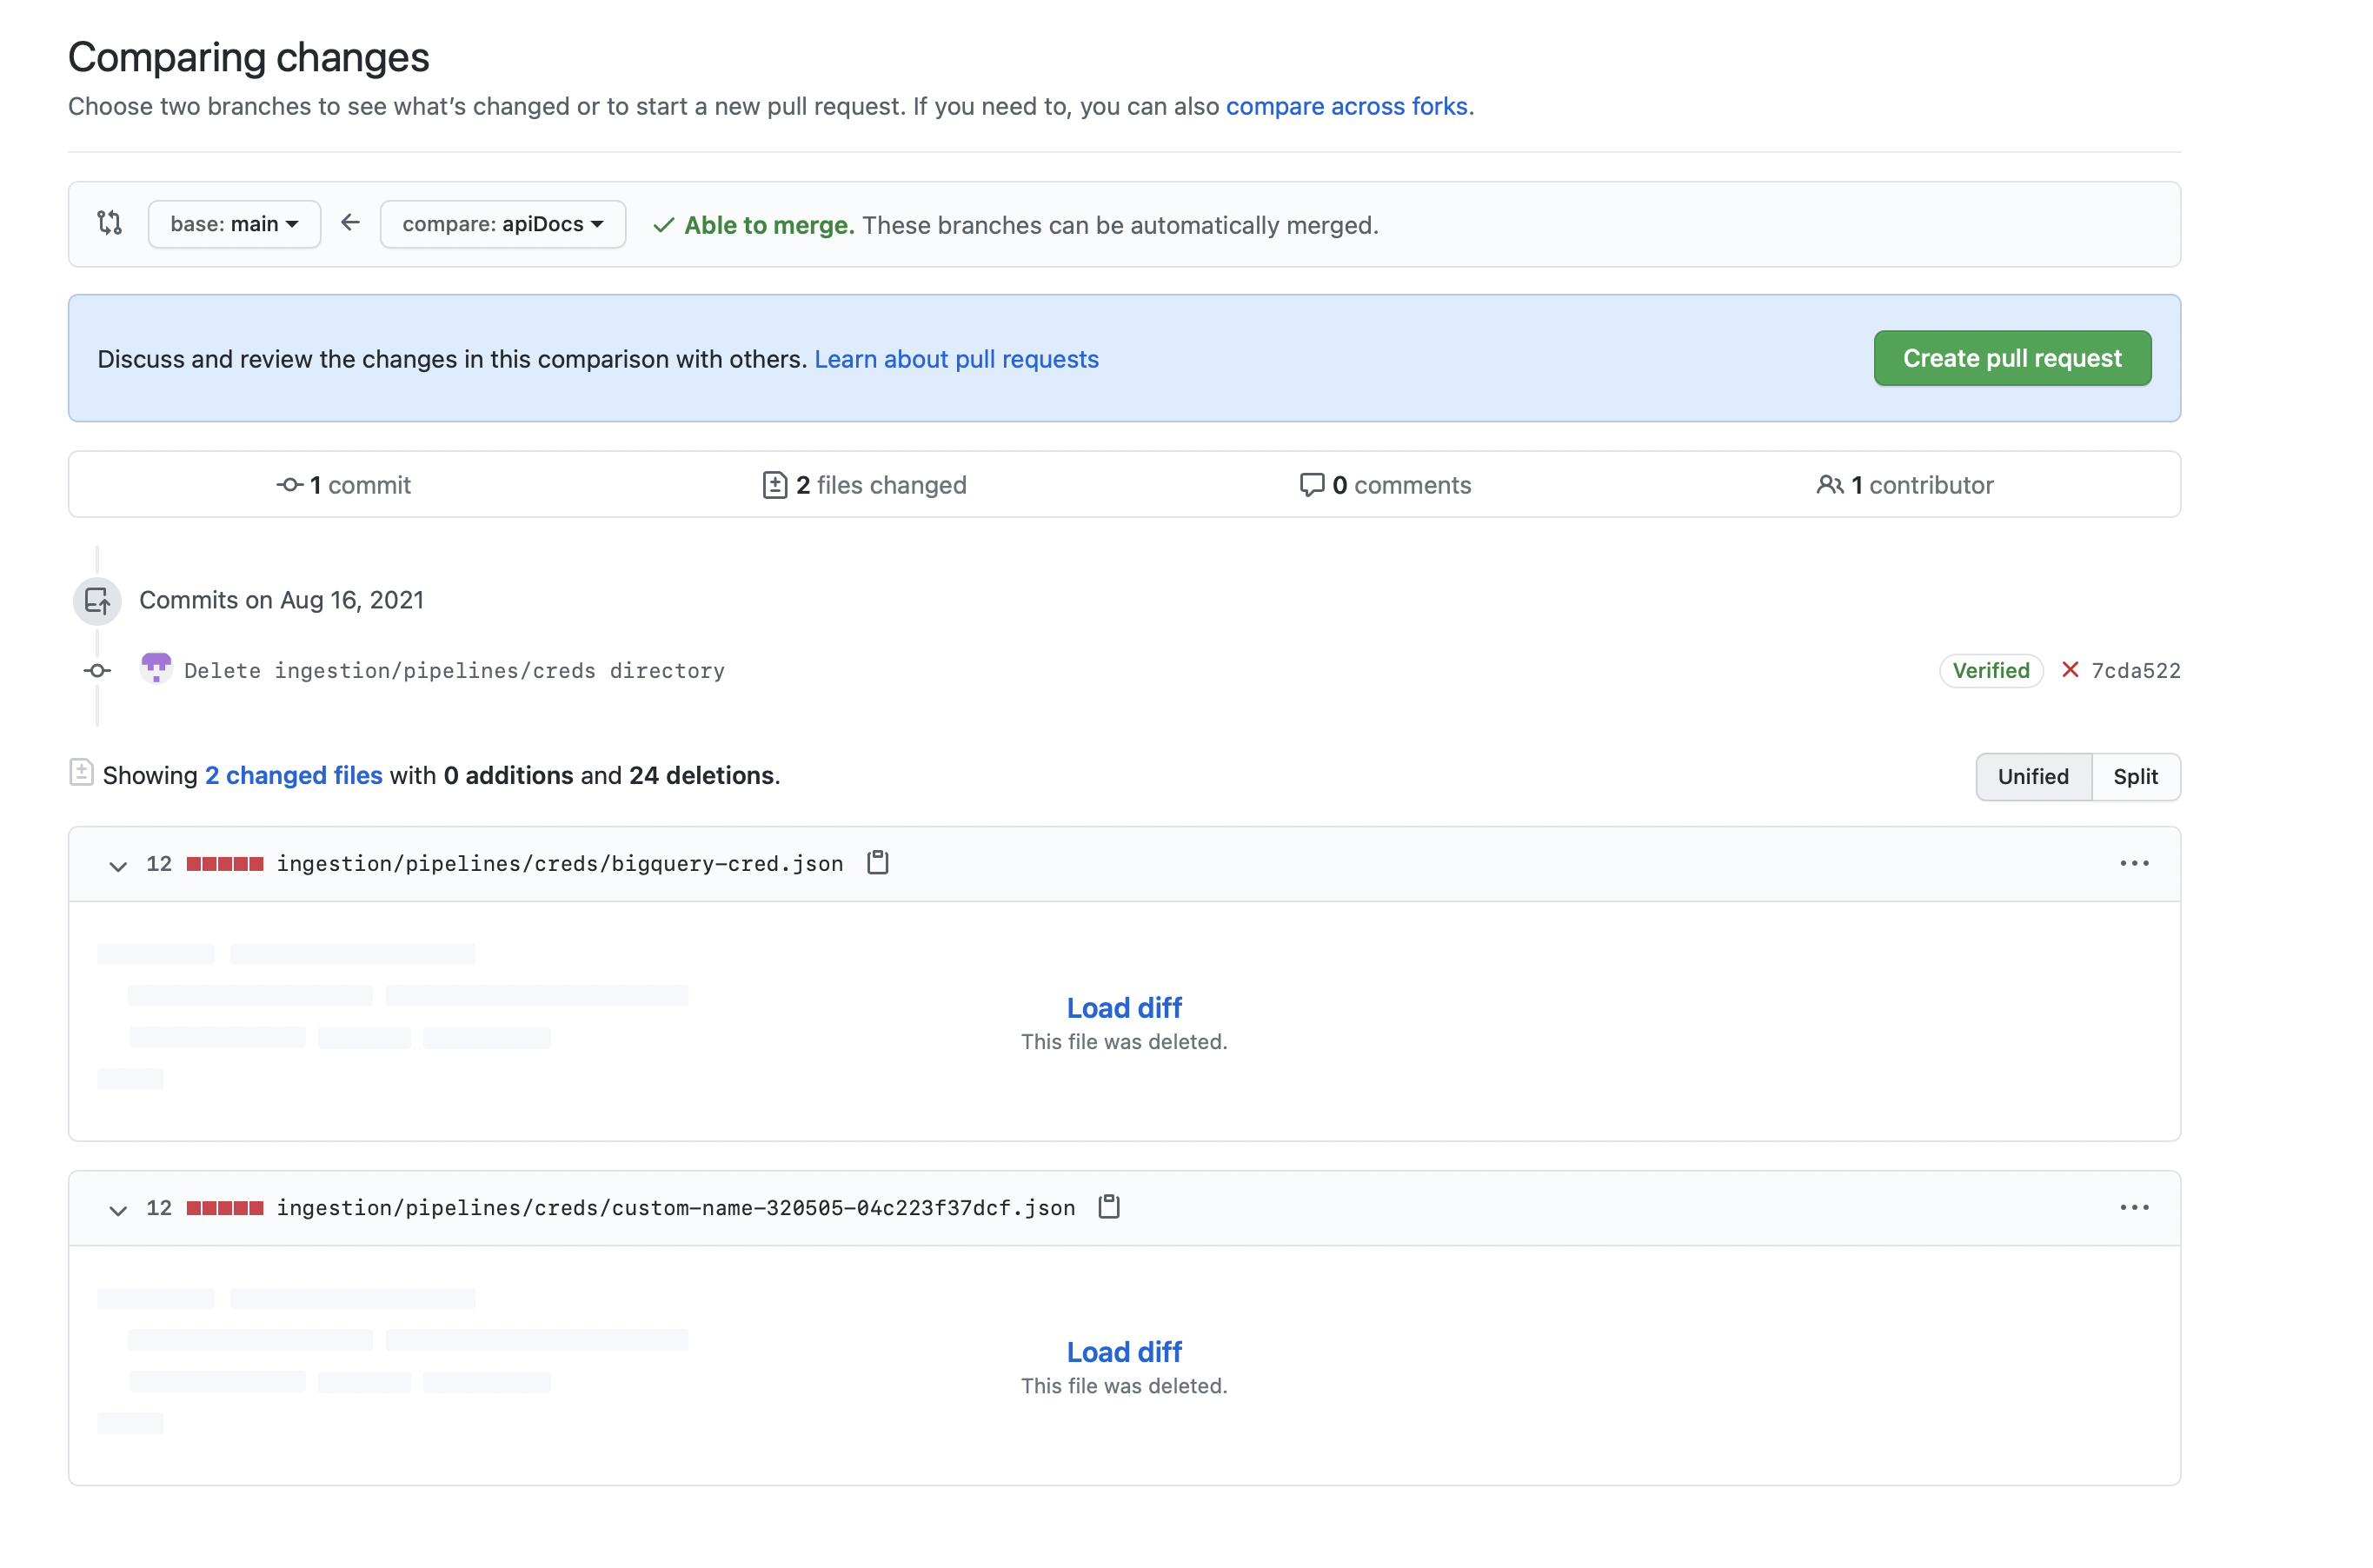 Comparing changes
Choose two branches to see what’s changed or to start a new pull request. If you need to, you can also compare across forks.
base: main compare: apiDocs Able to merge. These branches can be automatically merged.
Discuss and review the changes in this comparison with others. Learn about pull requests Create pull request
1 commit 2 files changed 0 comments 1 contributor
Commits on Aug 16, 2021
Delete ingestion/pipelines/creds directory Verified 7cda522
Showing 2 changed files with 0 additions and 24 deletions. Unified Split
12 ingestion/pipelines/creds/bigquery-cred.json
Load diff
This file was deleted.
12 ingestion/pipelines/creds/custom-name-320505-04c223f37dcf.json
Load diff
This file was deleted.